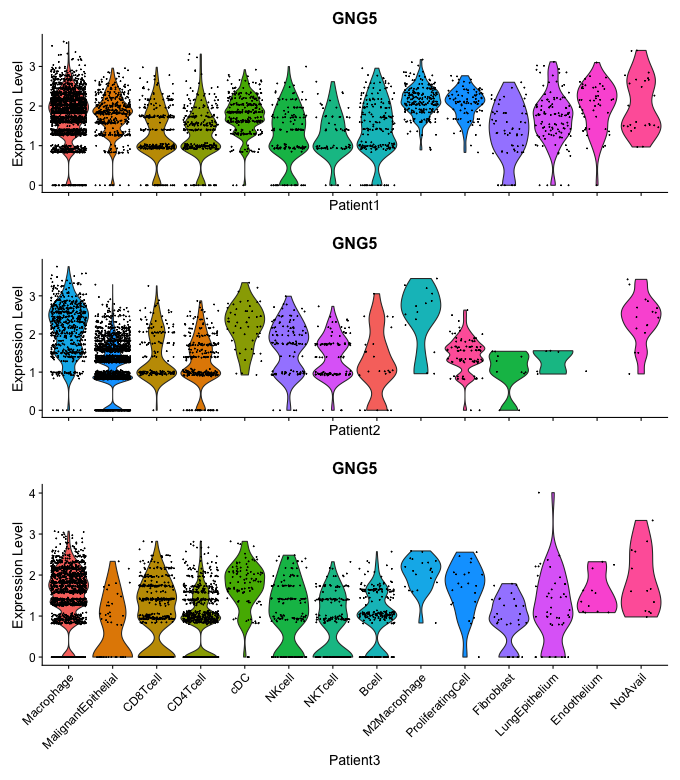 GNG5
Expression Level
3
2
1
0
Patient1
GNG5
Expression Level
3
2
1
0
Patient2
GNG5
Expression Level
4
3
2
1
0
Macrophage
MalignantEpithelial
CD8Tcell
CD4Tcell
cDC
NKcell
NKTcell
Bcell
M2Macrophage
ProliferatingCell
Fibroblast
LungEpithelium
Endothelium
NotAvail
Patient3